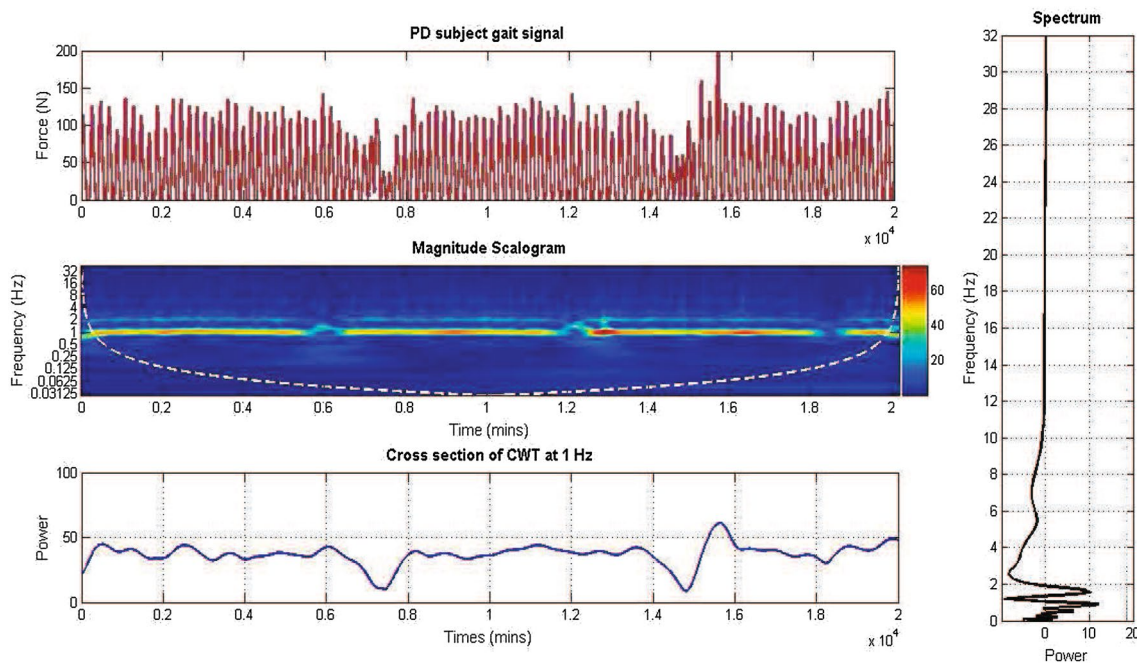 PD subject gait signal
Force (N)
200
150
100
50
0
0 0.2 0.4 0.6 0.8 1 1.2 1.4 1.6 1.8 2
x 10^4
Magnitude Scalogram
Frequency (Hz)
32
16
8
4
2
1
0.5
0.25
0.125
0.0625
0.03125
0 0.2 0.4 0.6 0.8 1 1.2 1.4 1.6 1.8 2
Time (mins)
60
40
20
Cross section of CWT at 1 Hz
Power
100
50
0
0 0.2 0.4 0.6 0.8 1 1.2 1.4 1.6 1.8 2
Times (mins)
x 10^4
Spectrum
Frequency (Hz)
32
30
28
26
24
22
20
18
16
14
12
10
8
6
4
2
0
0 10 20
Power